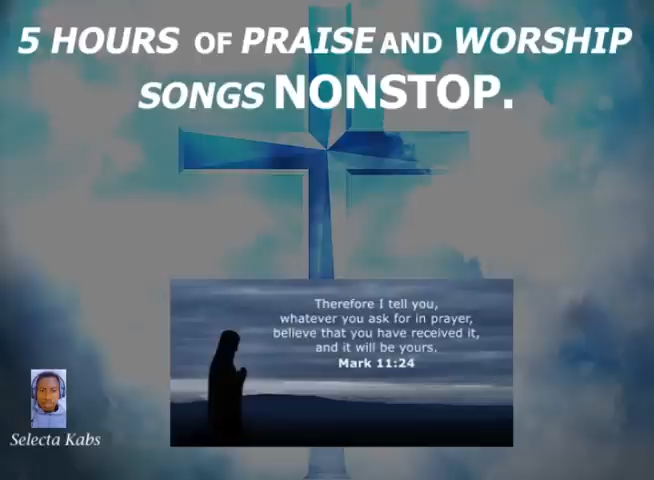 5 HOURS OF PRAISE AND WORSHIP
SONGS NONSTOP.
Therefore I tell you,
whatever you ask for in prayer,
believe that you have received it,
and it will be yours.
Mark 11:24
Selecta Kabs